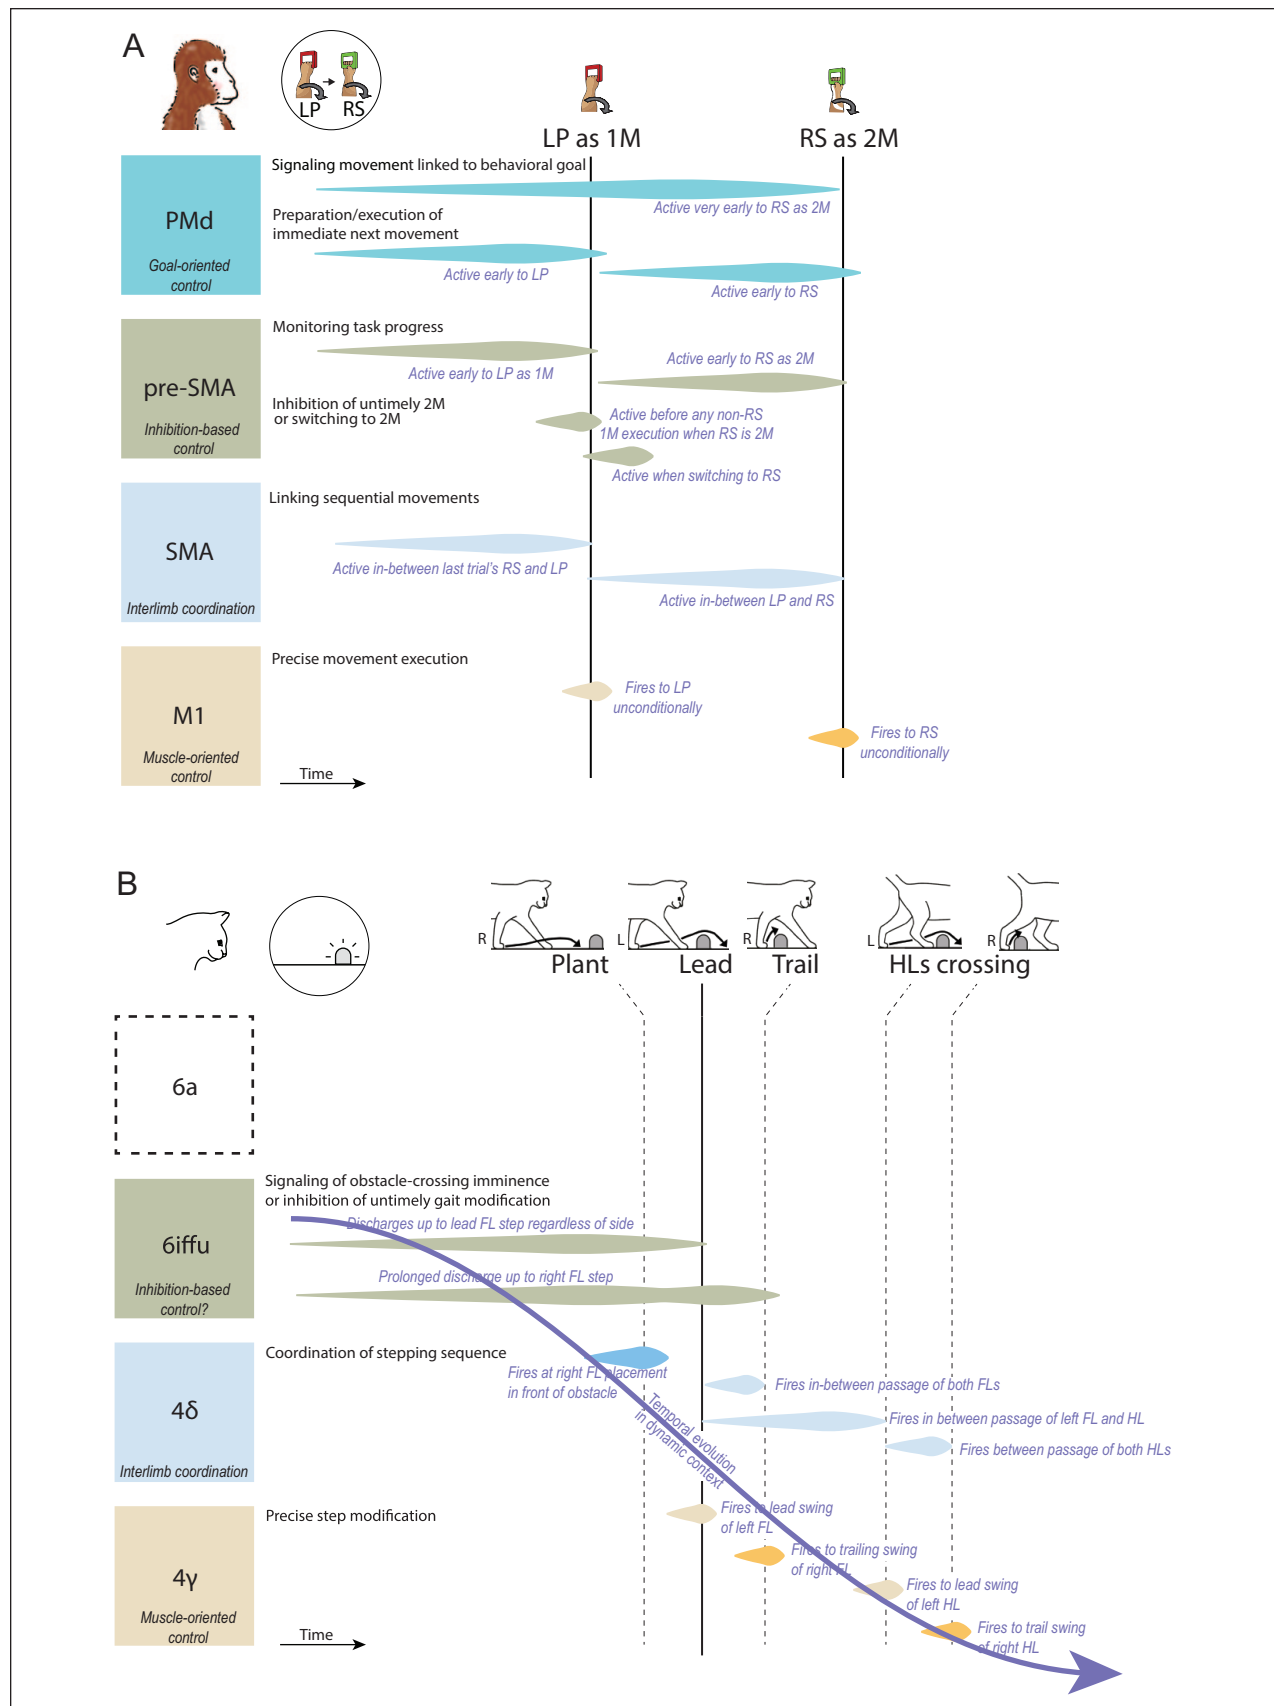 A
LP
RS
LP as 1M
RS as 2M
Signaling movement linked to behavioral goal
Active very early to RS as 2M
PMd
Goal-oriented
control
Preparation/execution of
immediate next movement
Active early to LP
Active early to RS
Monitoring task progress
pre-SMA
Inhibition-based
control
Active early to LP as 1M
Active early to RS as 2M
Inhibition of untimely 2M
or switching to 2M
Active before any non-RS
1M execution when RS is 2M
Active when switching to RS
Linking sequential movements
SMA
Interlimb coordination
Active in-between last trial's RS and LP
Active in-between LP and RS
Precise movement execution
M1
Muscle-oriented
control
Fires to LP
unconditionally
Fires to RS
unconditionally
Time
B
R
L
R
L
R
Plant
Lead
Trail
HLs crossing
6a
Signaling of obstacle-crossing imminence
or inhibition of untimely gait modification
Discharges up to lead FL step regardless of side
6iffu
Inhibition-based
control?
Prolonged discharge up to right FL step
Coordination of stepping sequence
4δ
Interlimb coordination
Fires at right FL placement
in front of obstacle
Fires in-between passage of both FLs
Fires in between passage of left FL and HL
Fires between passage of both HLs
Temporal evolution
in dynamic context
Precise step modification
4γ
Muscle-oriented
control
Fires to lead swing
of left FL
Fires to trailing swing
of right FL
Fires to lead swing
of left HL
Fires to trail swing
of right HL
Time